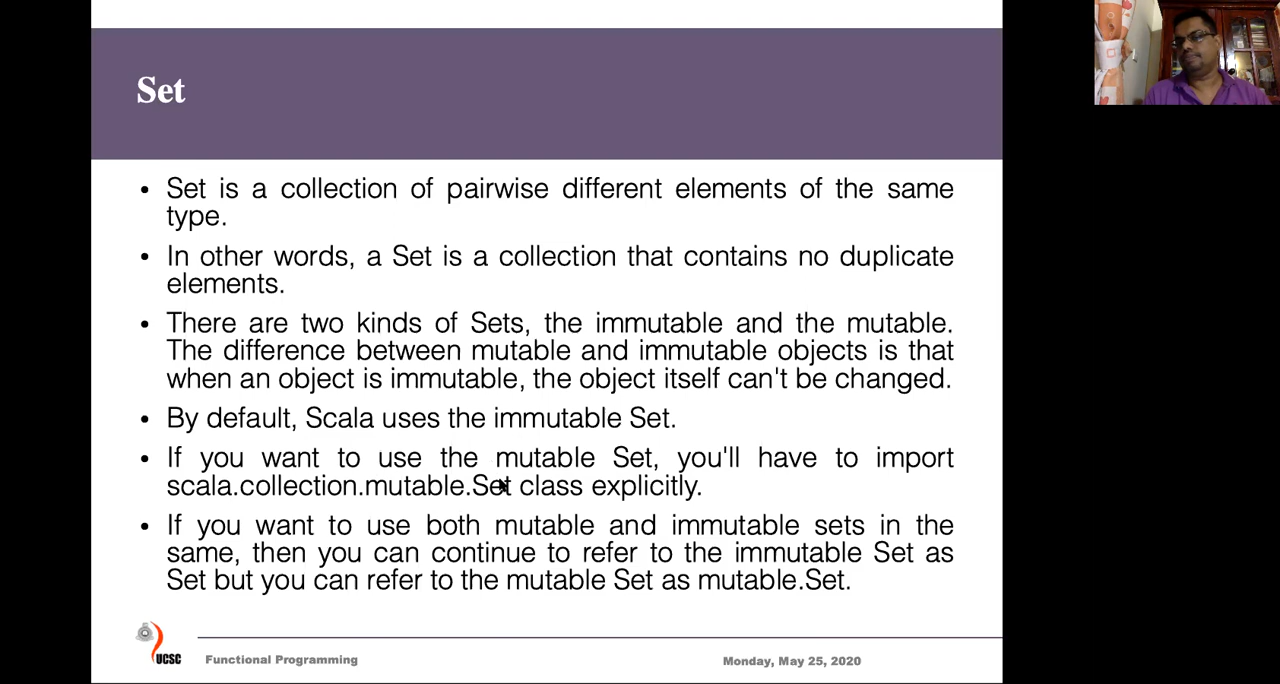 Set
• Set is a collection of pairwise different elements of the same
type.
• In other words, a Set is a collection that contains no duplicate
elements.
• There are two kinds of Sets, the immutable and the mutable.
The difference between mutable and immutable objects is that
when an object is immutable, the object itself can't be changed.
• By default, Scala uses the immutable Set.
• If you want to use the mutable Set, you'll have to import
scala.collection.mutable.Set class explicitly.
• If you want to use both mutable and immutable sets in the
same, then you can continue to refer to the immutable Set as
Set but you can refer to the mutable Set as mutable.Set.
UCSC
Functional Programming
Monday, May 25, 2020